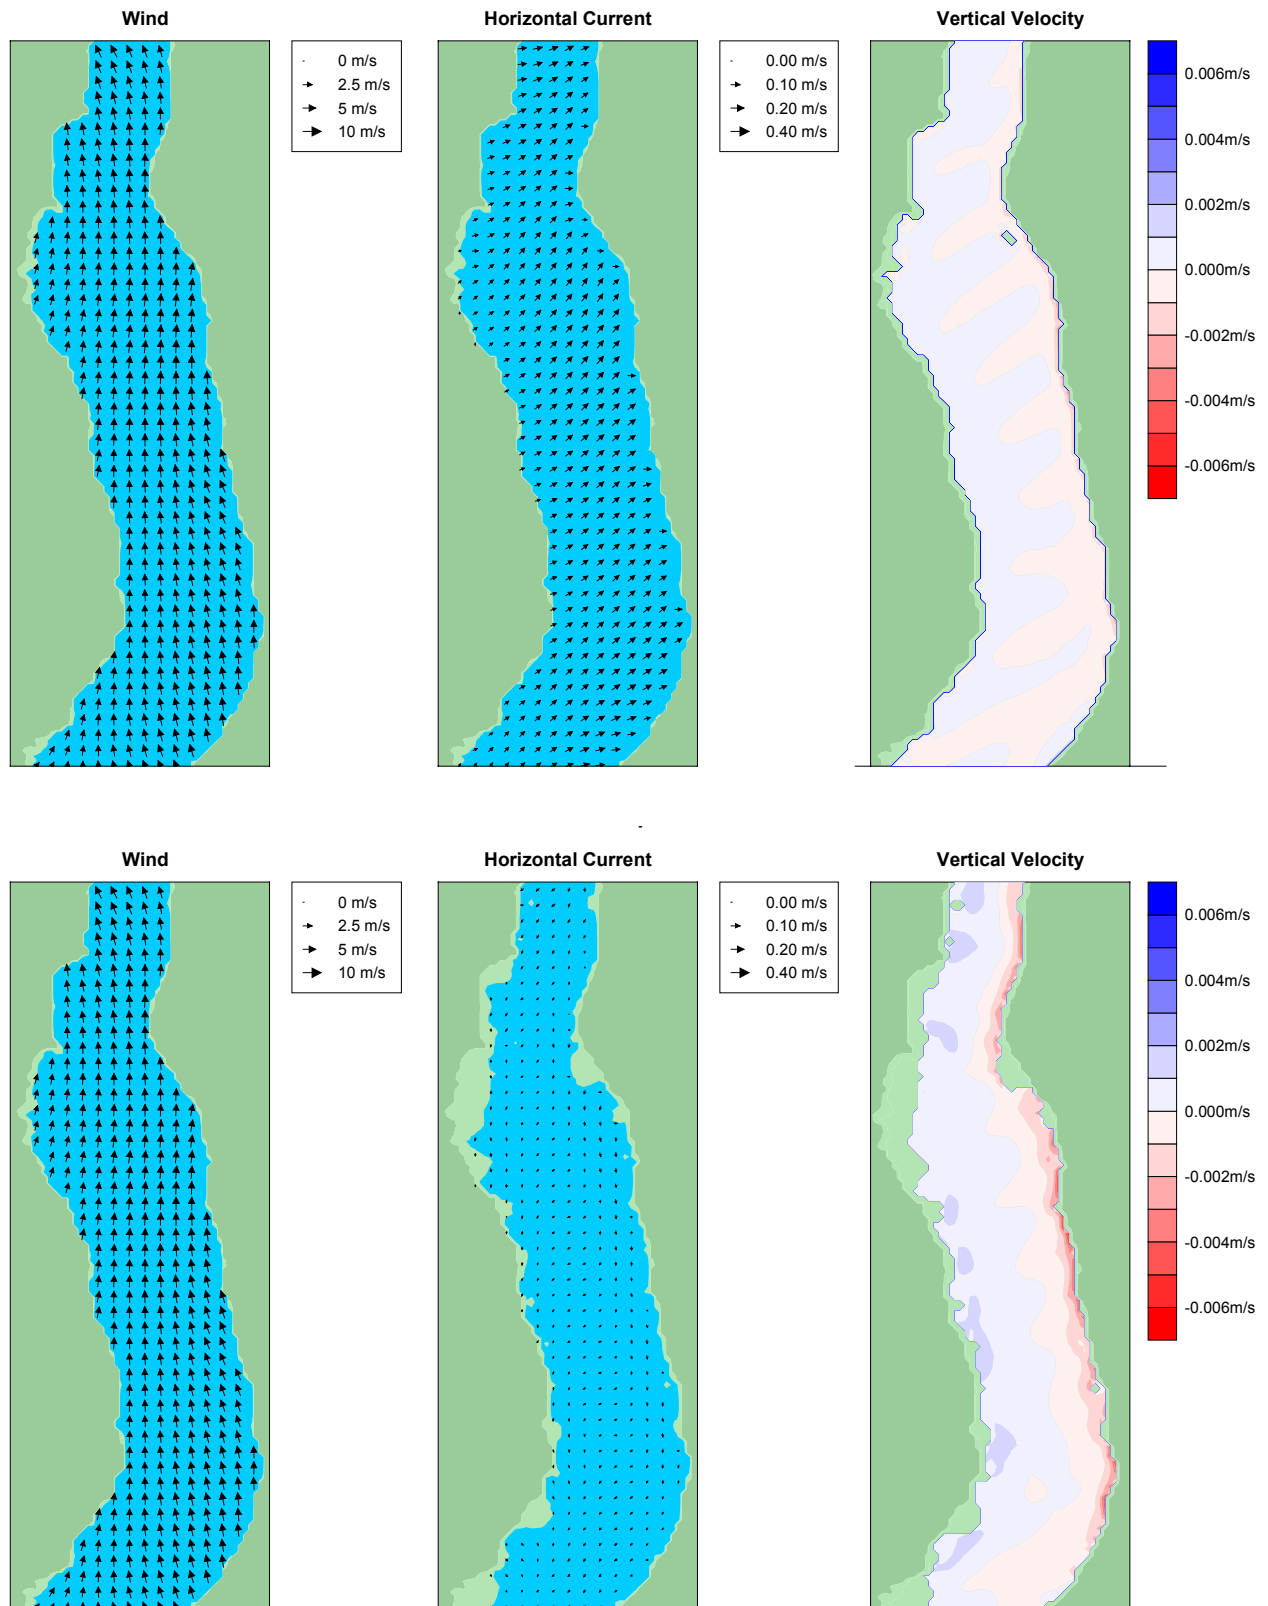 Wind
Horizontal Current
Vertical Velocity
0 m/s
2.5 m/s
5 m/s
10 m/s
0.00 m/s
0.10 m/s
0.20 m/s
0.40 m/s
0.006m/s
0.004m/s
0.002m/s
0.000m/s
-0.002m/s
-0.004m/s
-0.006m/s
-
Wind
Horizontal Current
Vertical Velocity
0 m/s
2.5 m/s
5 m/s
10 m/s
0.00 m/s
0.10 m/s
0.20 m/s
0.40 m/s
0.006m/s
0.004m/s
0.002m/s
0.000m/s
-0.002m/s
-0.004m/s
-0.006m/s